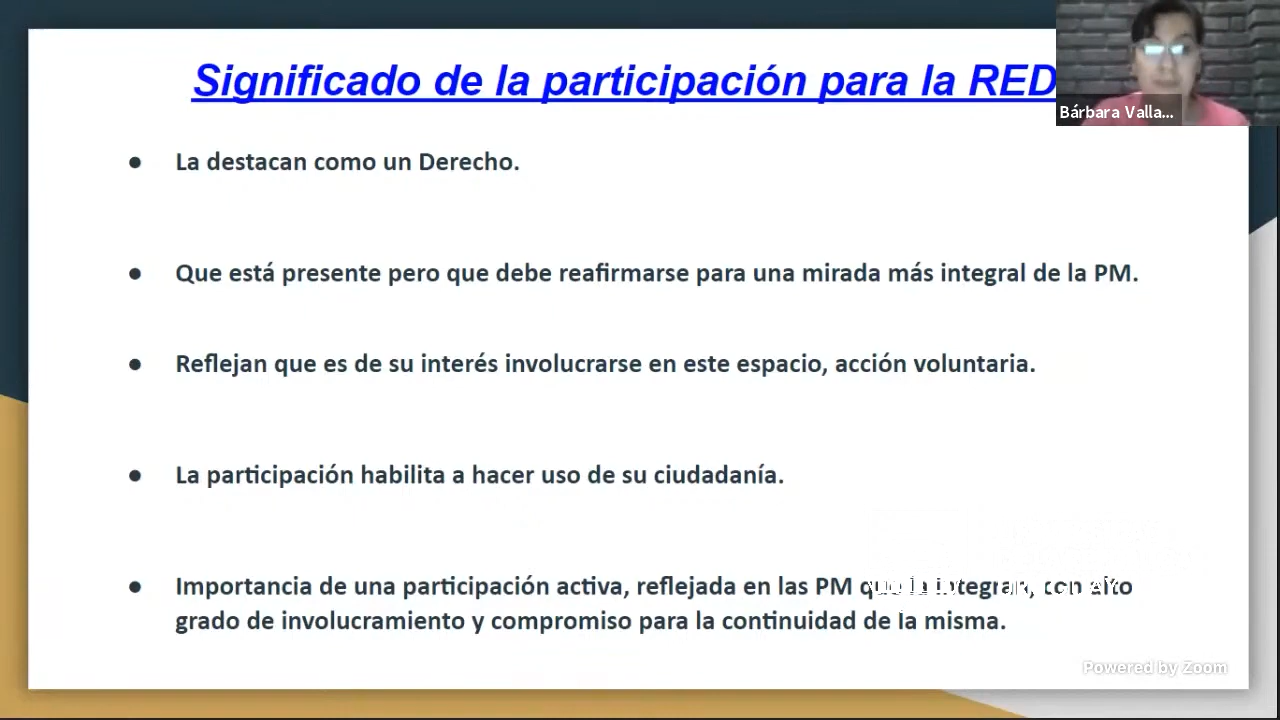 Significado de la participación para la RED
Bárbara Valla...
● La destacan como un Derecho.
● Que está presente pero que debe reafirmarse para una mirada más integral de la PM.
● Reflejan que es de su interés involucrarse en este espacio, acción voluntaria.
● La participación habilita a hacer uso de su ciudadanía.
● Importancia de una participación activa, reflejada en las PM que la integran, con alto
grado de involucramiento y compromiso para la continuidad de la misma.
Powered by Zoom